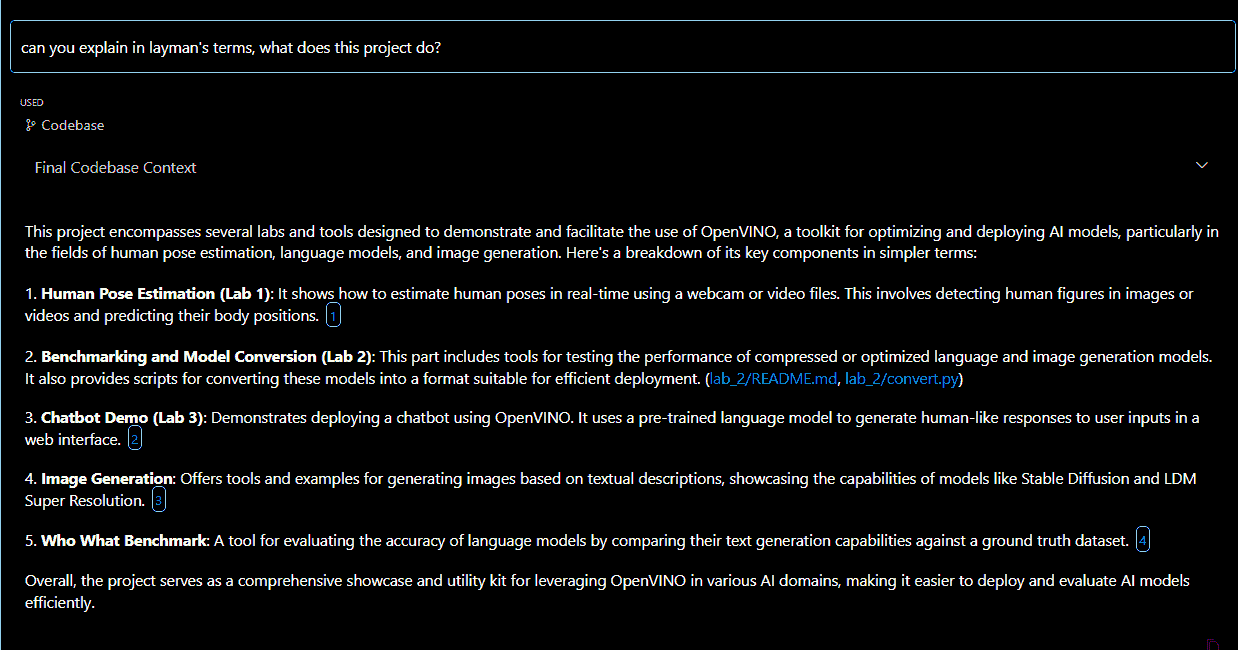 can you explain in layman's terms, what does this project do?
USED
Codebase
Final Codebase Context
This project encompasses several labs and tools designed to demonstrate and facilitate the use of OpenVINO, a toolkit for optimizing and deploying AI models, particularly in
the fields of human pose estimation, language models, and image generation. Here's a breakdown of its key components in simpler terms:
1. Human Pose Estimation (Lab 1): It shows how to estimate human poses in real-time using a webcam or video files. This involves detecting human figures in images or
videos and predicting their body positions. 1
2. Benchmarking and Model Conversion (Lab 2): This part includes tools for testing the performance of compressed or optimized language and image generation models.
It also provides scripts for converting these models into a format suitable for efficient deployment. (lab_2/README.md, lab_2/convert.py)
3. Chatbot Demo (Lab 3): Demonstrates deploying a chatbot using OpenVINO. It uses a pre-trained language model to generate human-like responses to user inputs in a
web interface. 2
4. Image Generation: Offers tools and examples for generating images based on textual descriptions, showcasing the capabilities of models like Stable Diffusion and LDM
Super Resolution. 3
5. Who What Benchmark: A tool for evaluating the accuracy of language models by comparing their text generation capabilities against a ground truth dataset. 4
Overall, the project serves as a comprehensive showcase and utility kit for leveraging OpenVINO in various AI domains, making it easier to deploy and evaluate AI models
efficiently.